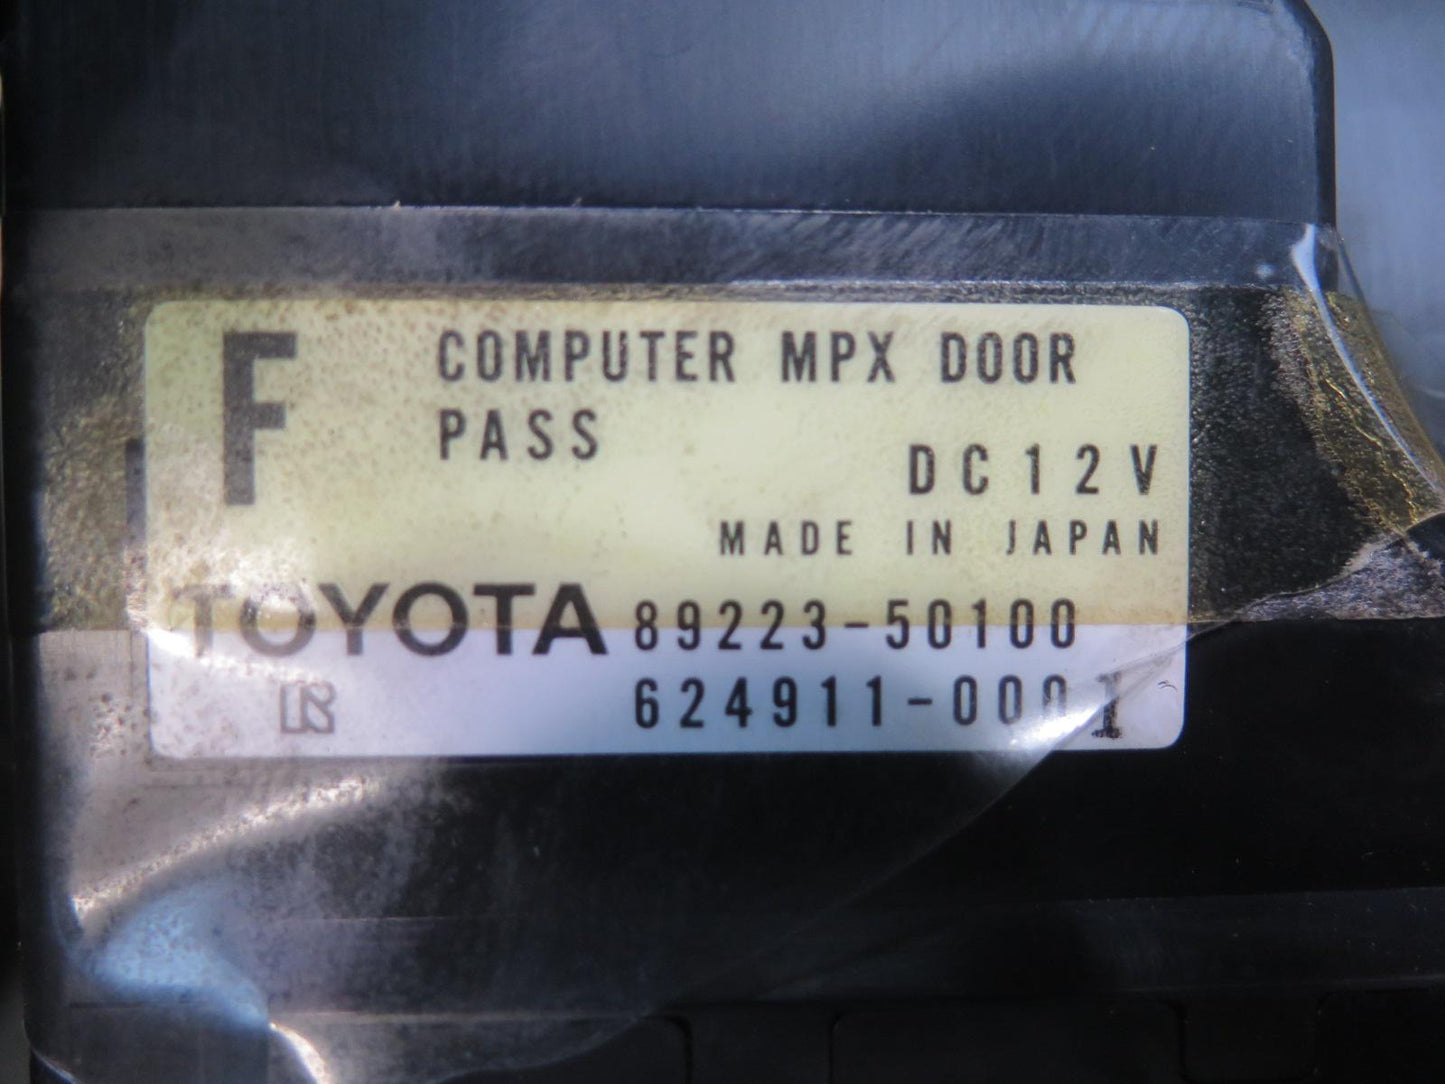 F
COMPUTER MPX DOOR
PASS
DC12V
MADE IN JAPAN
TOYOTA 89223-50100
624911-0001